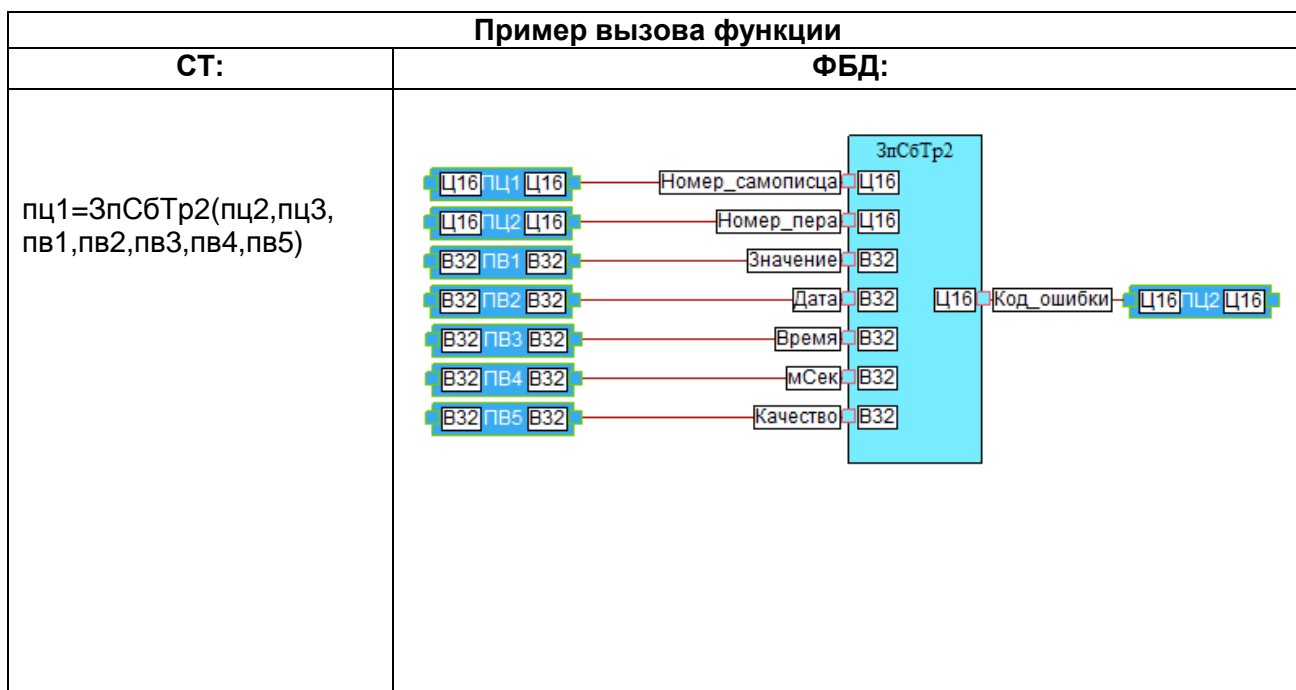 Пример вызова функции
СТ: ФБД:
пц1=ЗпСбТр2(пц2,пц3,
пв1,пв2,пв3,пв4,пв5)
ЗпСбТр2
Ц16 ПЦ1 Ц16 Номер_самописца Ц16
Ц16 ПЦ2 Ц16 Номер_пера Ц16
В32 ПВ1 В32 Значение В32
В32 ПВ2 В32 Дата В32 Ц16 Код_ошибки Ц16 ПЦ2 Ц16
В32 ПВ3 В32 Время В32
В32 ПВ4 В32 мСек В32
В32 ПВ5 В32 Качество В32